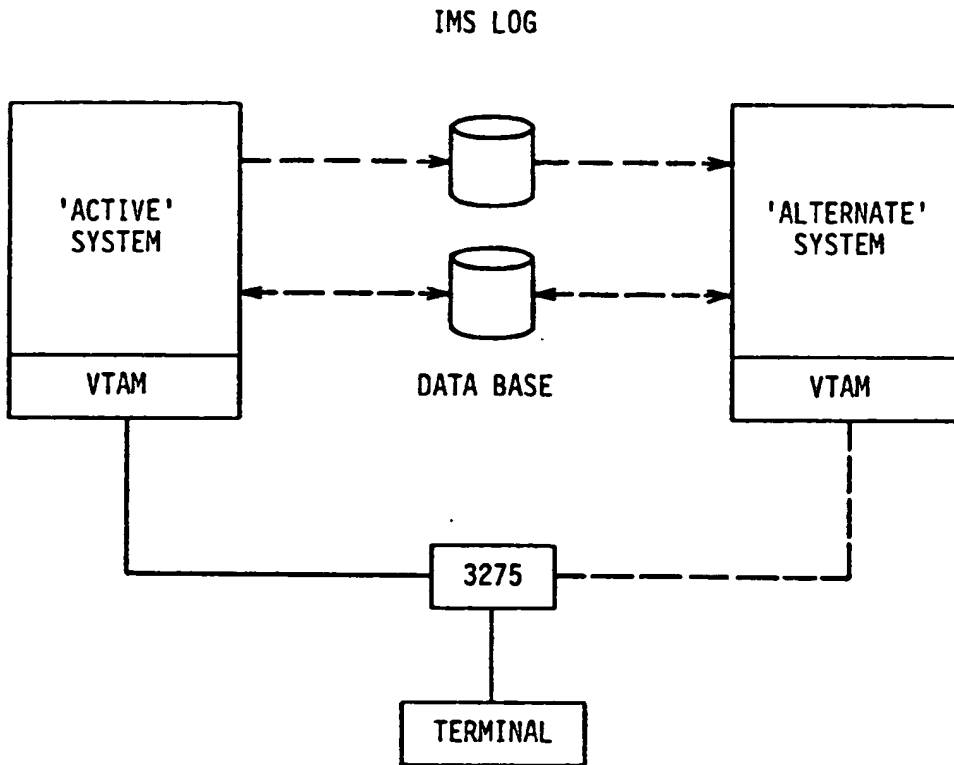 IMS LOG
'ACTIVE'
SYSTEM
'ALTERNATE'
SYSTEM
VTAM
DATA BASE
VTAM
3275
TERMINAL